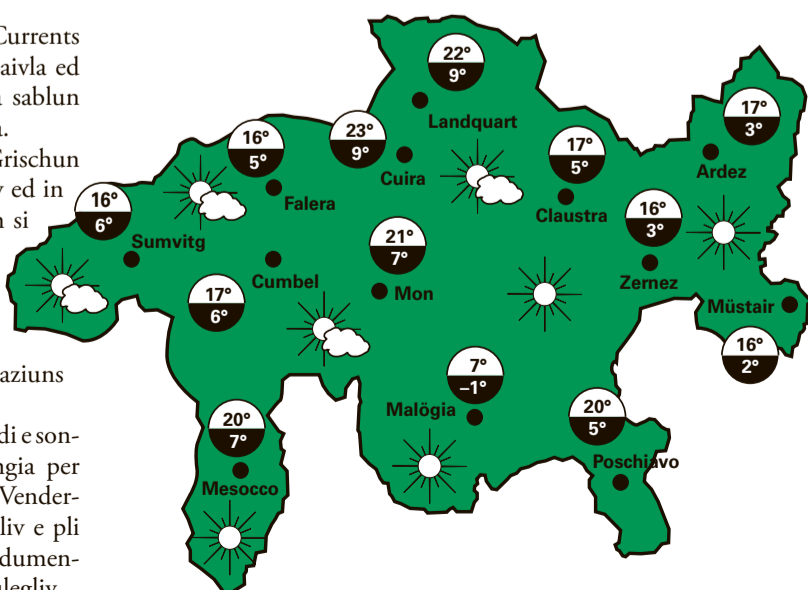 Currents
aivla ed
sablun
Grischun
ed in
si
aziuns
di e son-
ngia per
Vender-
liv e pli
dumen-
22°
9°
Landquart
17°
3°
Ardez
16°
5°
Falera
23°
9°
Cuira
17°
5°
Claustra
16°
6°
Sumvitg
16°
3°
Zernez
21°
7°
Mon
Cumbel
17°
6°
Müstair
16°
2°
7°
–1°
Malögia
20°
5°
Poschiavo
20°
7°
Mesocco